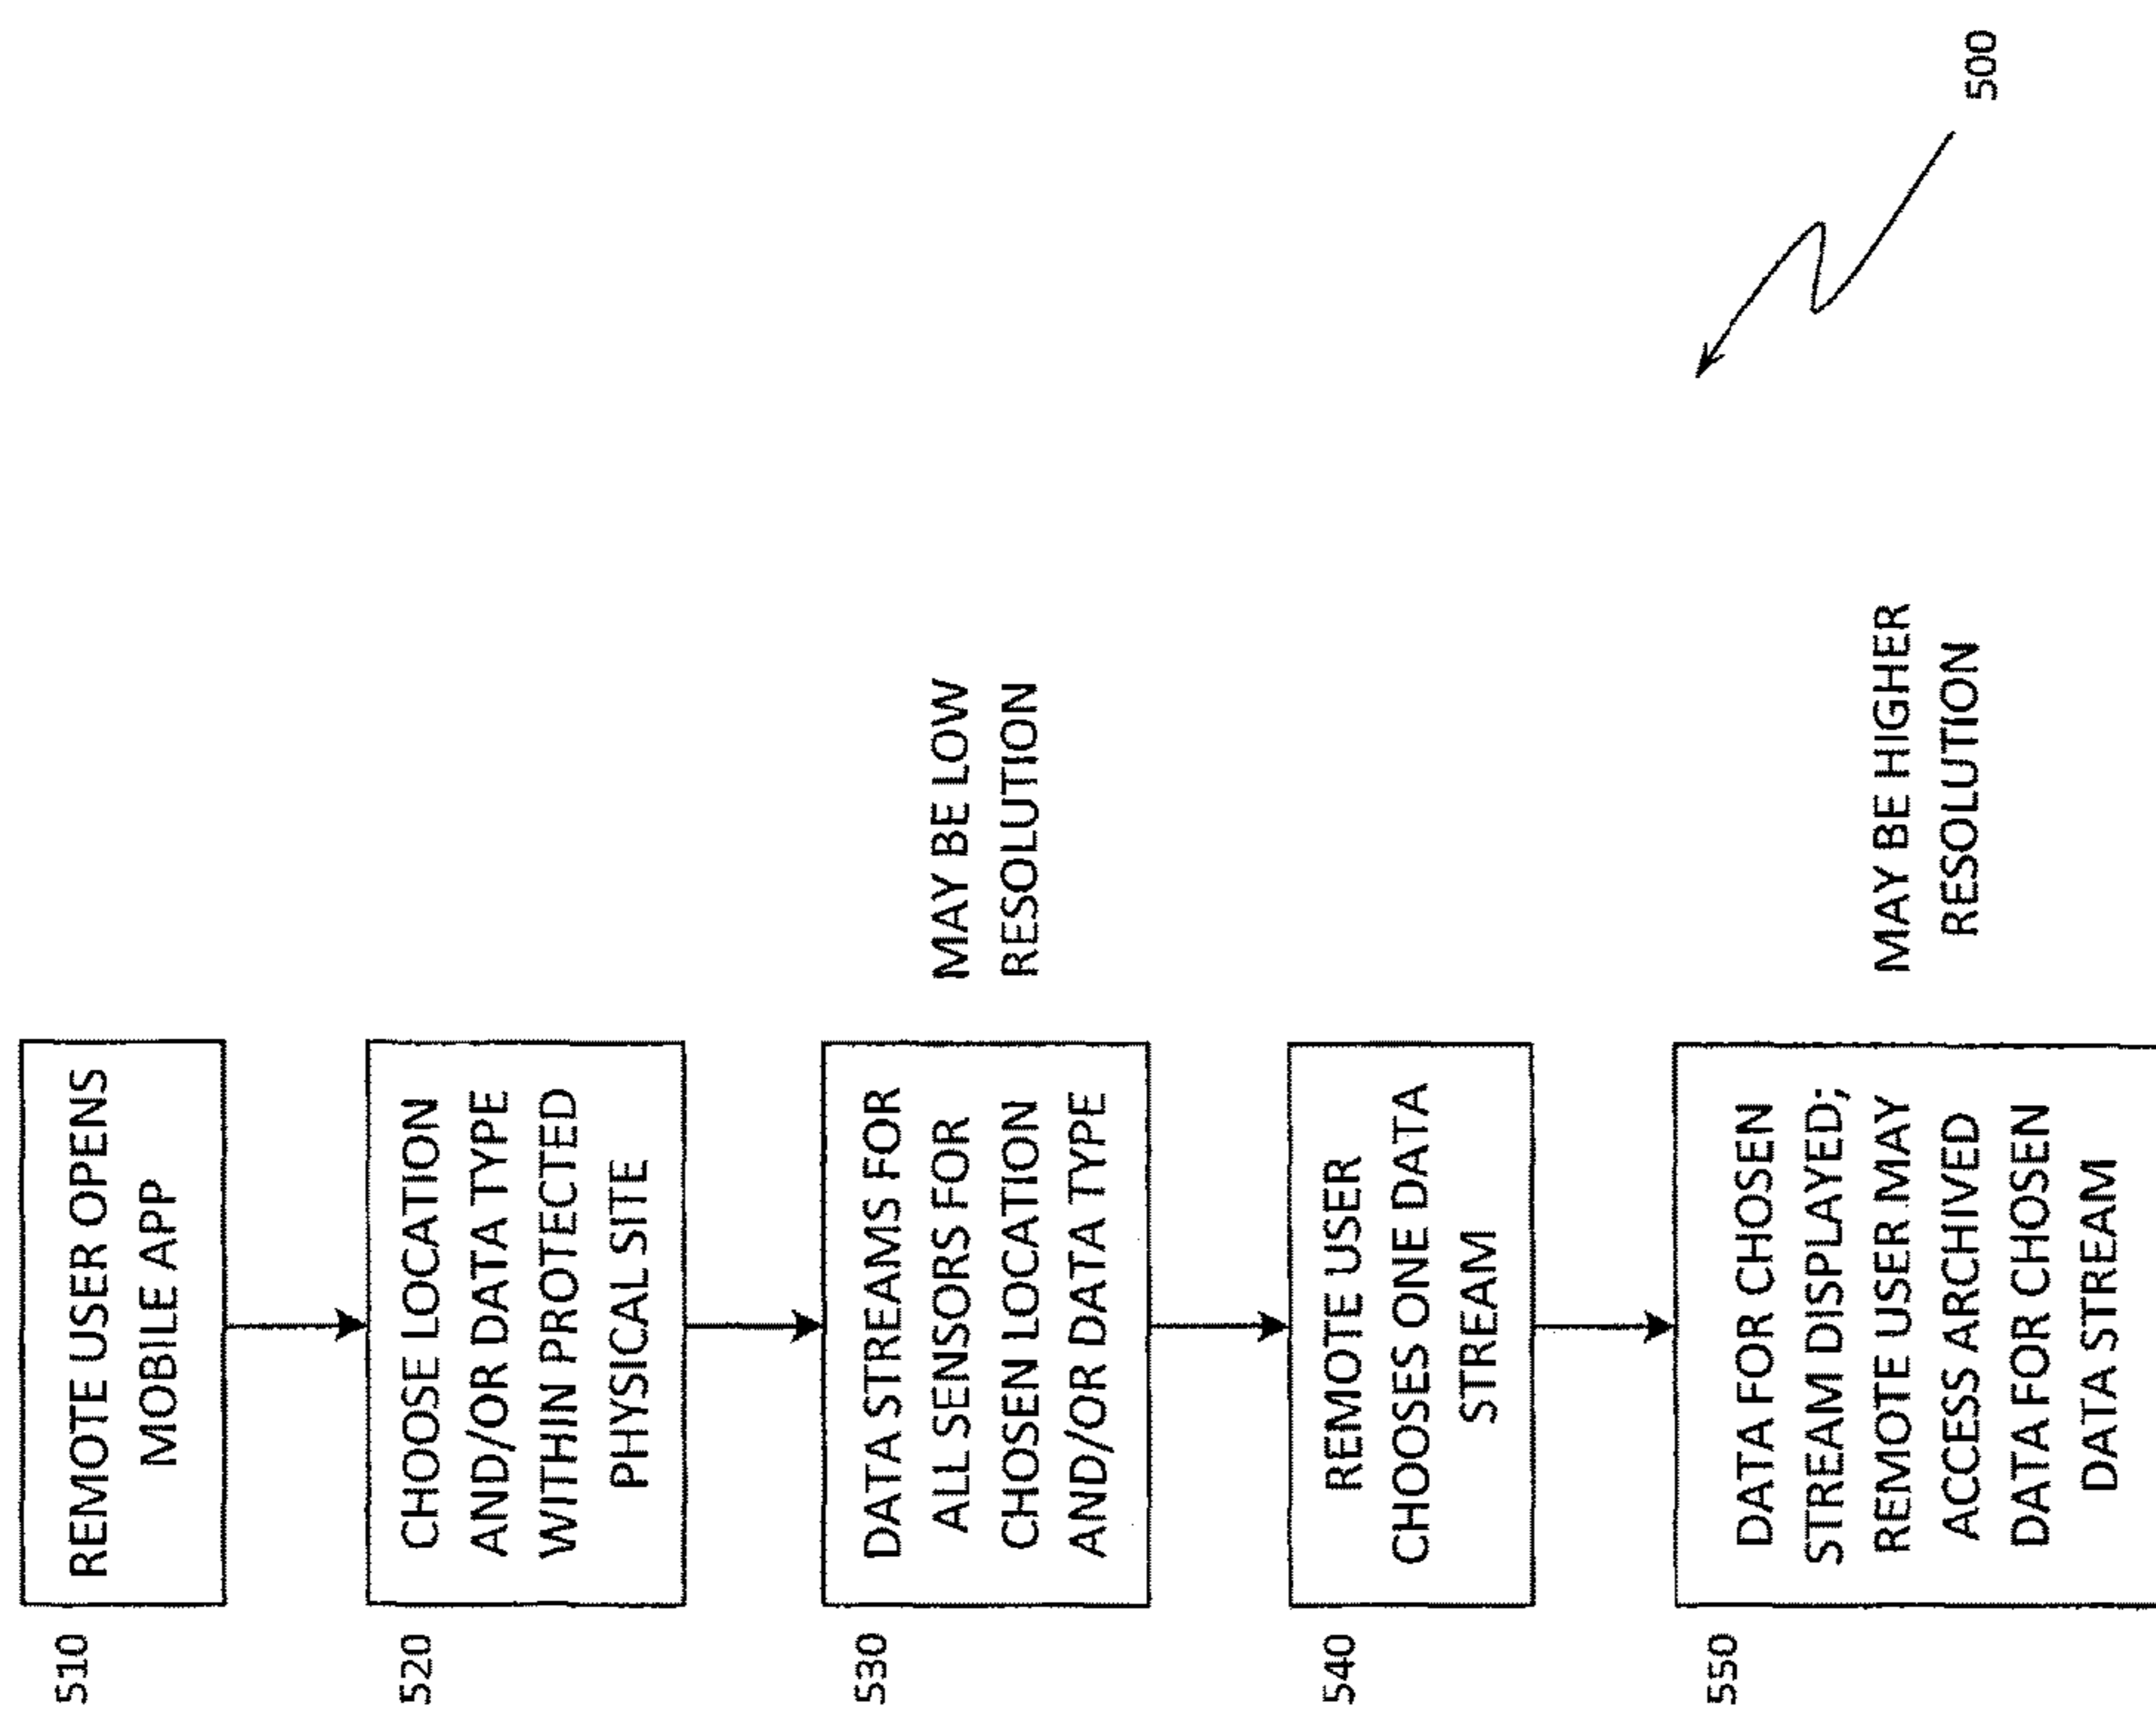 510
REMOTE USER OPENS
MOBILE APP
520
CHOOSE LOCATION
AND/OR DATA TYPE
WITHIN PROTECTED
PHYSICAL SITE
530
DATA STREAMS FOR
ALL SENSORS FOR
CHOSEN LOCATION
AND/OR DATA TYPE
MAY BE LOW
RESOLUTION
540
REMOTE USER
CHOOSES ONE DATA
STREAM
550
DATA FOR CHOSEN
STREAM DISPLAYED;
REMOTE USER MAY
ACCESS ARCHIVED
DATA FOR CHOSEN
DATA STREAM
MAY BE HIGHER
RESOLUTION
500